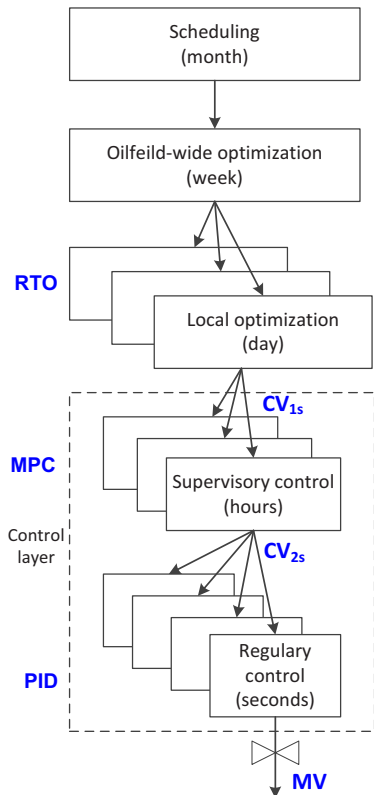 Scheduling
(month)
Oilfeild-wide optimization
(week)
RTO
Local optimization
(day)
CV1s
MPC
Supervisory control
(hours)
Control
layer
CV2s
Regulary
control
(seconds)
PID
MV